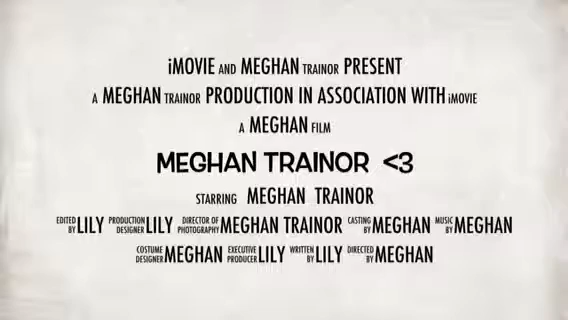 iMOVIE AND MEGHAN TRAINOR PRESENT
A MEGHAN TRAINOR PRODUCTION IN ASSOCIATION WITH iMOVIE
A MEGHAN FILM
MEGHAN TRAINOR <3
STARRING MEGHAN TRAINOR
EDITED BY LILY PRODUCTION DESIGNER LILY DIRECTOR OF PHOTOGRAPHY MEGHAN TRAINOR CASTING BY MEGHAN MUSIC BY MEGHAN
COSTUME DESIGNER MEGHAN EXECUTIVE PRODUCER LILY WRITTEN BY LILY DIRECTED BY MEGHAN